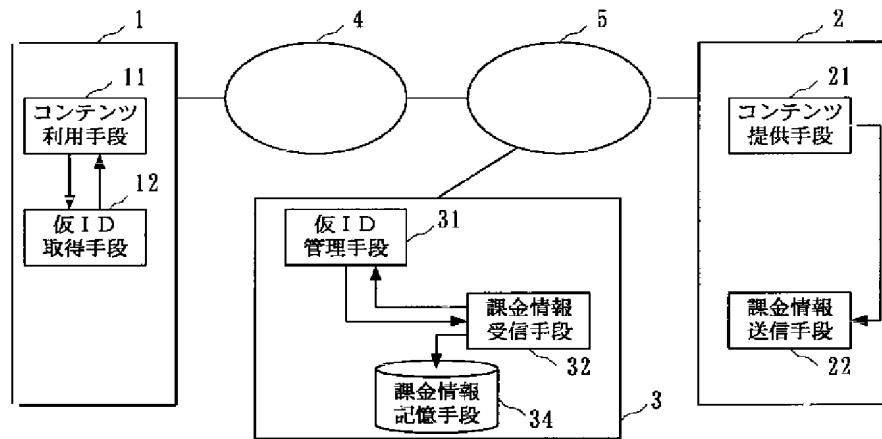 1
4
5
2
11
コンテンツ
利用手段
12
仮ID
取得手段
21
コンテンツ
提供手段
31
仮ID
管理手段
課金情報
受信手段
32
課金情報
記憶手段
34
3
課金情報
送信手段
22